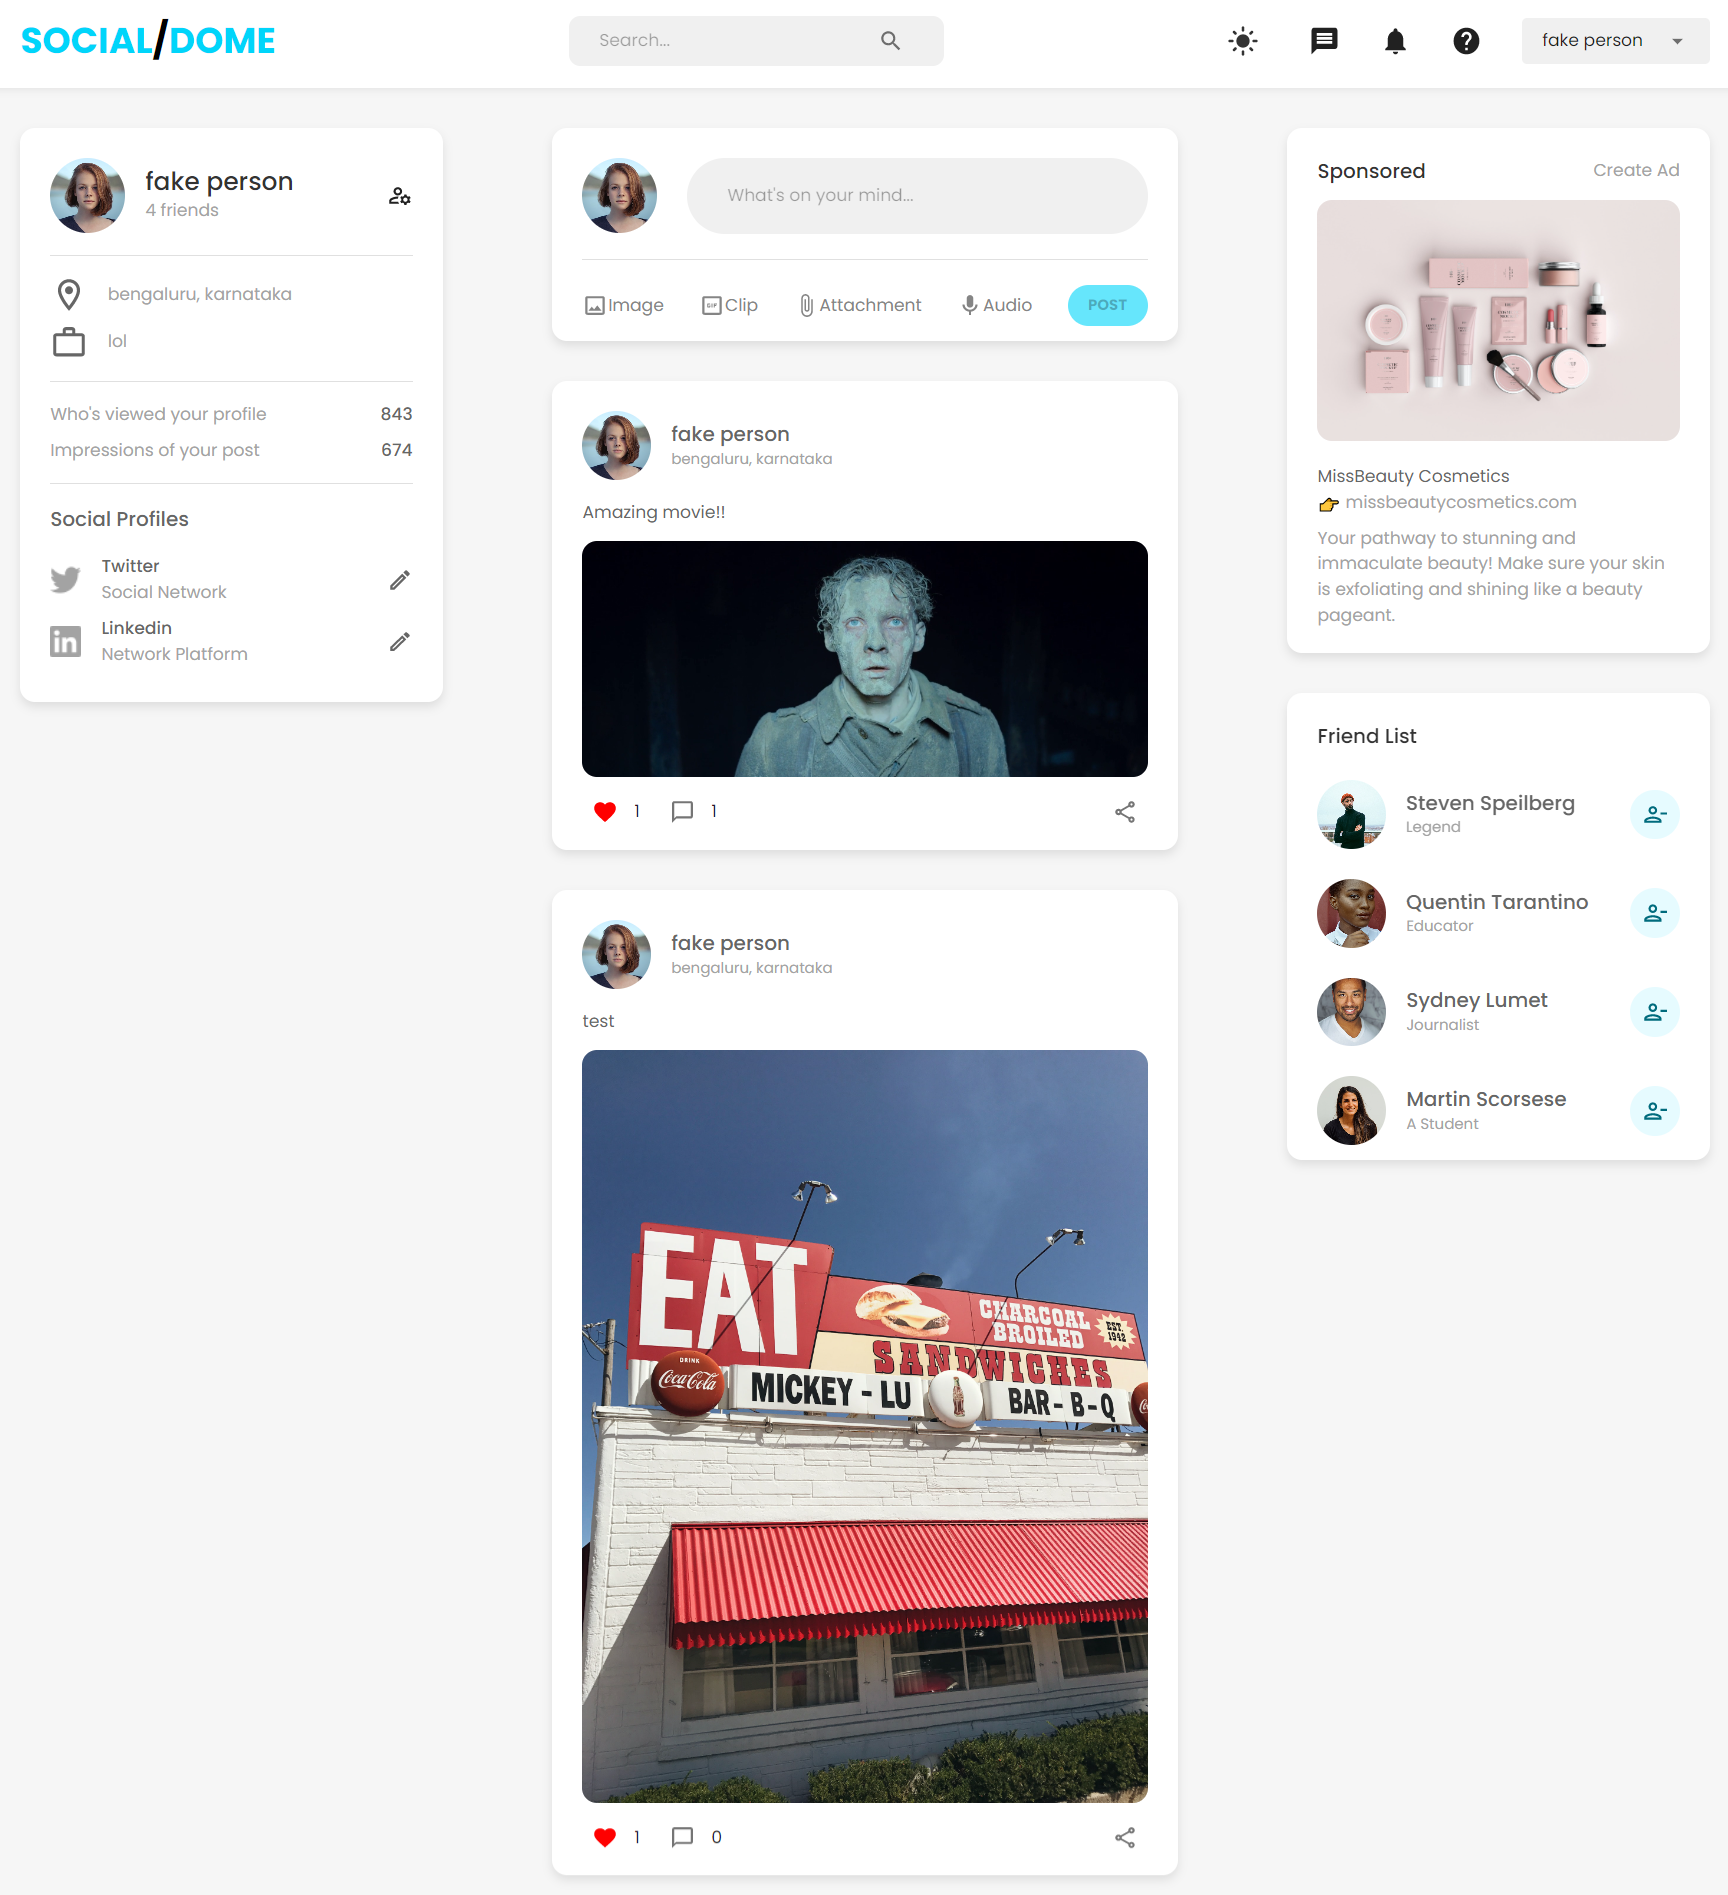 SOCIAL/DOME
Search...
fake person
fake person
4 friends
bengaluru, karnataka
lol
Who's viewed your profile 843
Impressions of your post 674
Social Profiles
Twitter
Social Network
Linkedin
Network Platform
What's on your mind...
Image GIF Clip Attachment Audio POST
fake person
bengaluru, karnataka
Amazing movie!!
1 1
fake person
bengaluru, karnataka
test
EAT
CHARCOAL
BROILED
EST.
1942
SANDWICHES
DRINK
Coca-Cola
MICKEY - LU
BAR - B - Q
1 0
Sponsored Create Ad
MissBeauty Cosmetics
👉 missbeautycosmetics.com
Your pathway to stunning and
immaculate beauty! Make sure your skin
is exfoliating and shining like a beauty
pageant.
Friend List
Steven Speilberg
Legend
Quentin Tarantino
Educator
Sydney Lumet
Journalist
Martin Scorsese
A Student